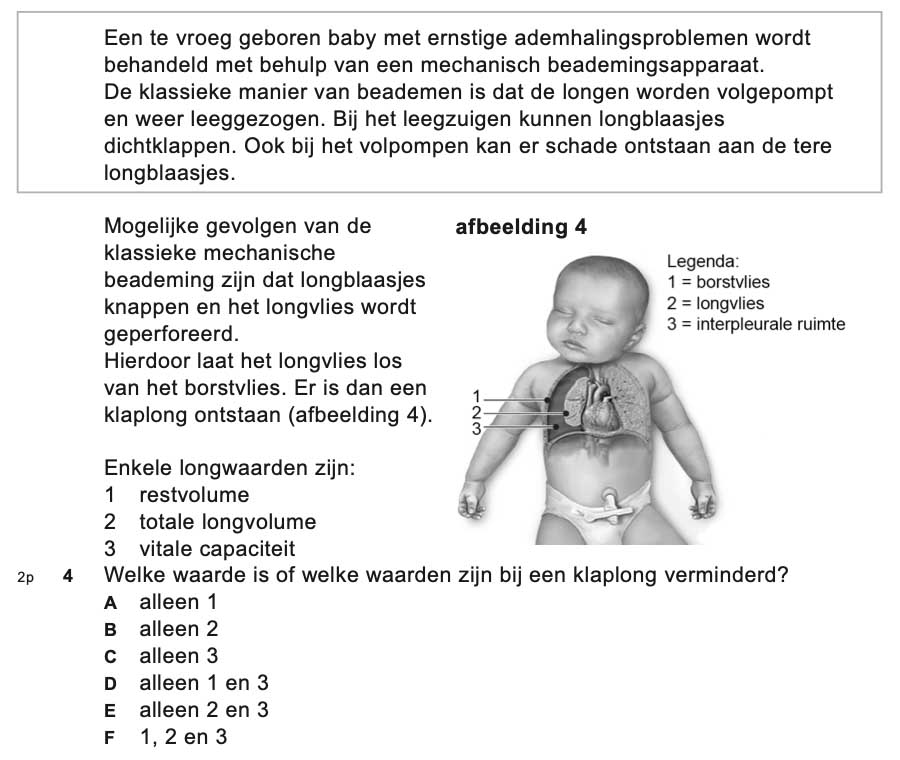 Een te vroeg geboren baby met ernstige ademhalingsproblemen wordt
behandeld met behulp van een mechanisch beademingsapparaat.
De klassieke manier van beademen is dat de longen worden volgepompt
en weer leeggezogen. Bij het leegzuigen kunnen longblaasjes
dichtklappen. Ook bij het volpompen kan er schade ontstaan aan de tere
longblaasjes.
Mogelijke gevolgen van de
klassieke mechanische
beademing zijn dat longblaasjes
knappen en het longvlies wordt
geperforeerd.
Hierdoor laat het longvlies los
van het borstvlies. Er is dan een
klaplong ontstaan (afbeelding 4).
afbeelding 4
Legenda:
1 = borstvlies
2 = longvlies
3 = interpleurale ruimte
1
2
3
Enkele longwaarden zijn:
1 restvolume
2 totale longvolume
3 vitale capaciteit
2p 4 Welke waarde is of welke waarden zijn bij een klaplong verminderd?
A alleen 1
B alleen 2
C alleen 3
D alleen 1 en 3
E alleen 2 en 3
F 1, 2 en 3